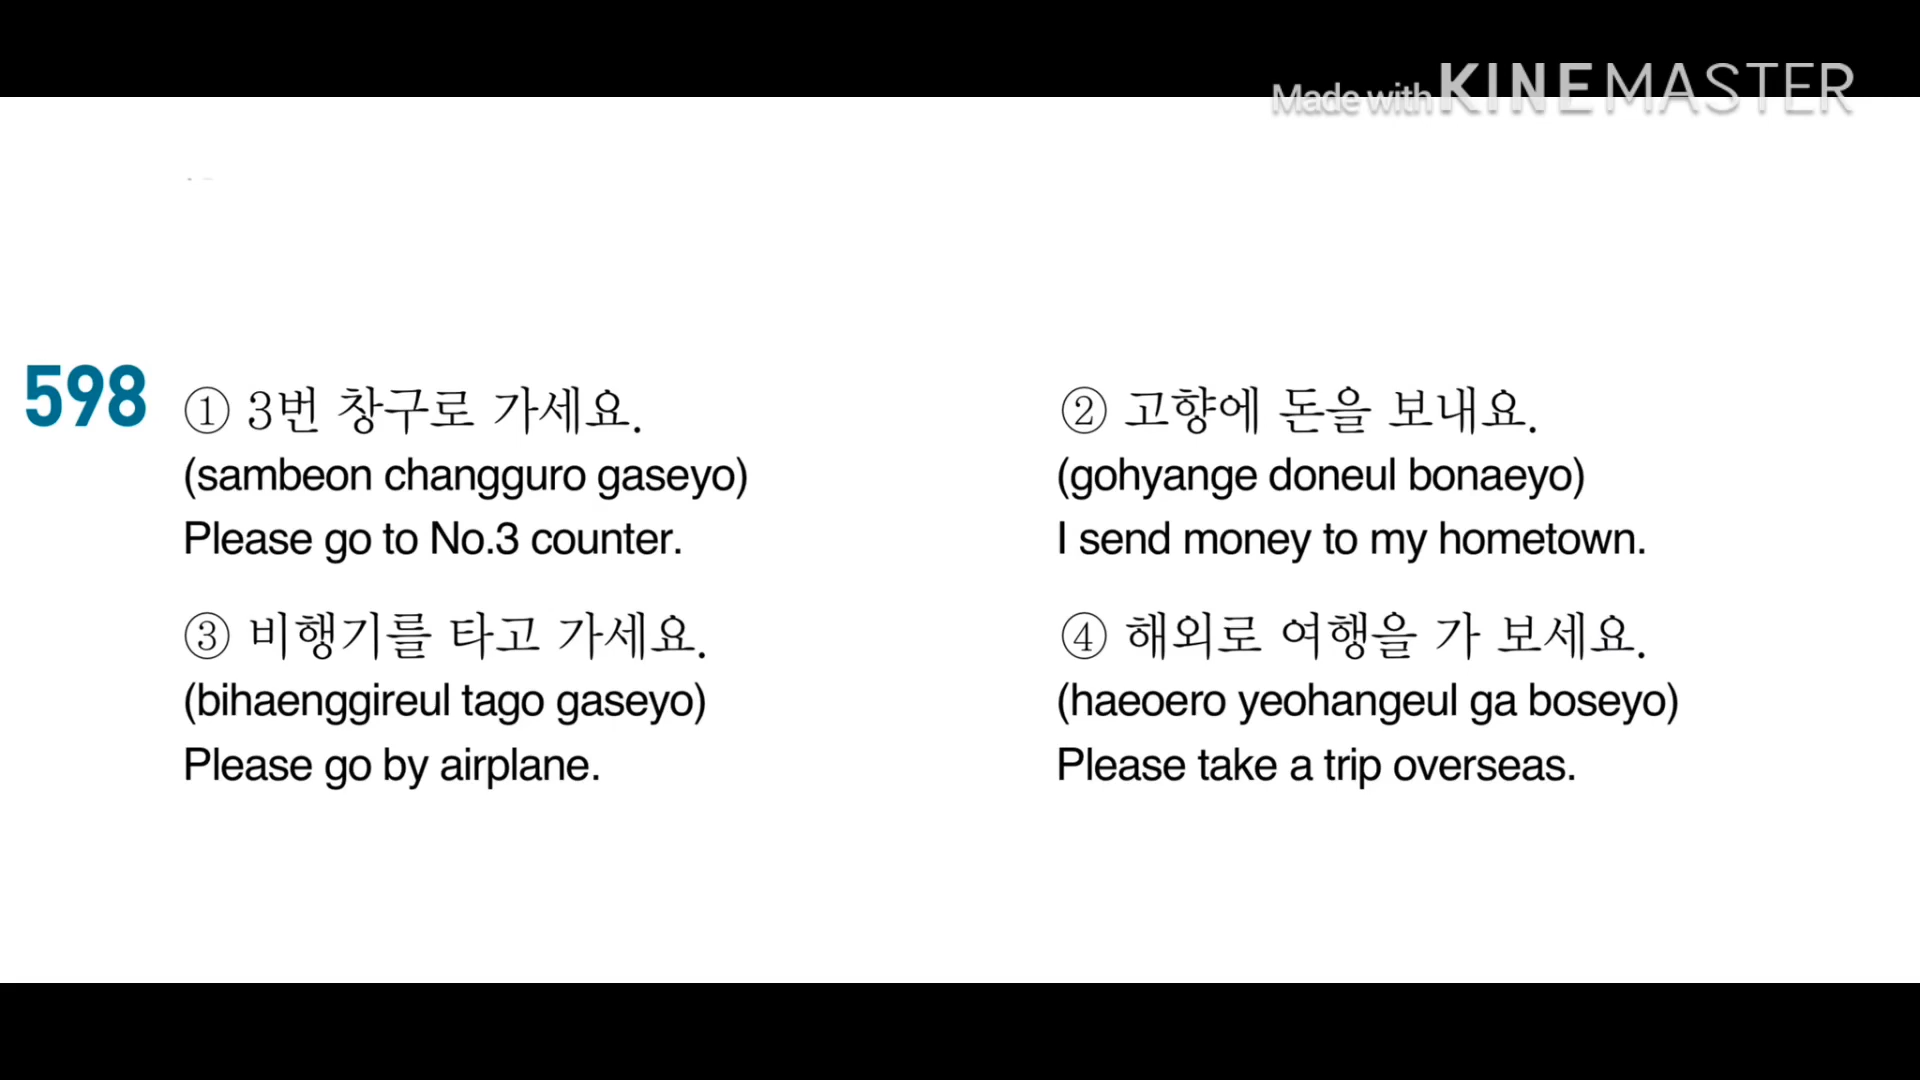 Made with KINEMASTER
598
① 3번 창구로 가세요.
(sambeon changguro gaseyo)
Please go to No.3 counter.
② 고향에 돈을 보내요.
(gohyange doneul bonaeyo)
I send money to my hometown.
③ 비행기를 타고 가세요.
(bihaenggireul tago gaseyo)
Please go by airplane.
④ 해외로 여행을 가 보세요.
(haeoero yeohangeul ga boseyo)
Please take a trip overseas.